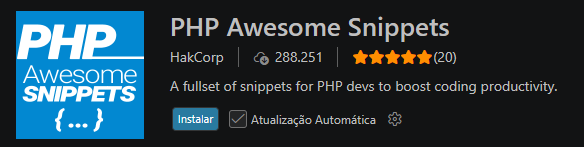 PHP
Awesome
SNIPPETS
{ ... }
PHP Awesome Snippets
HakCorp 288.251 (20)
A fullset of snippets for PHP devs to boost coding productivity.
Instalar Atualização Automática